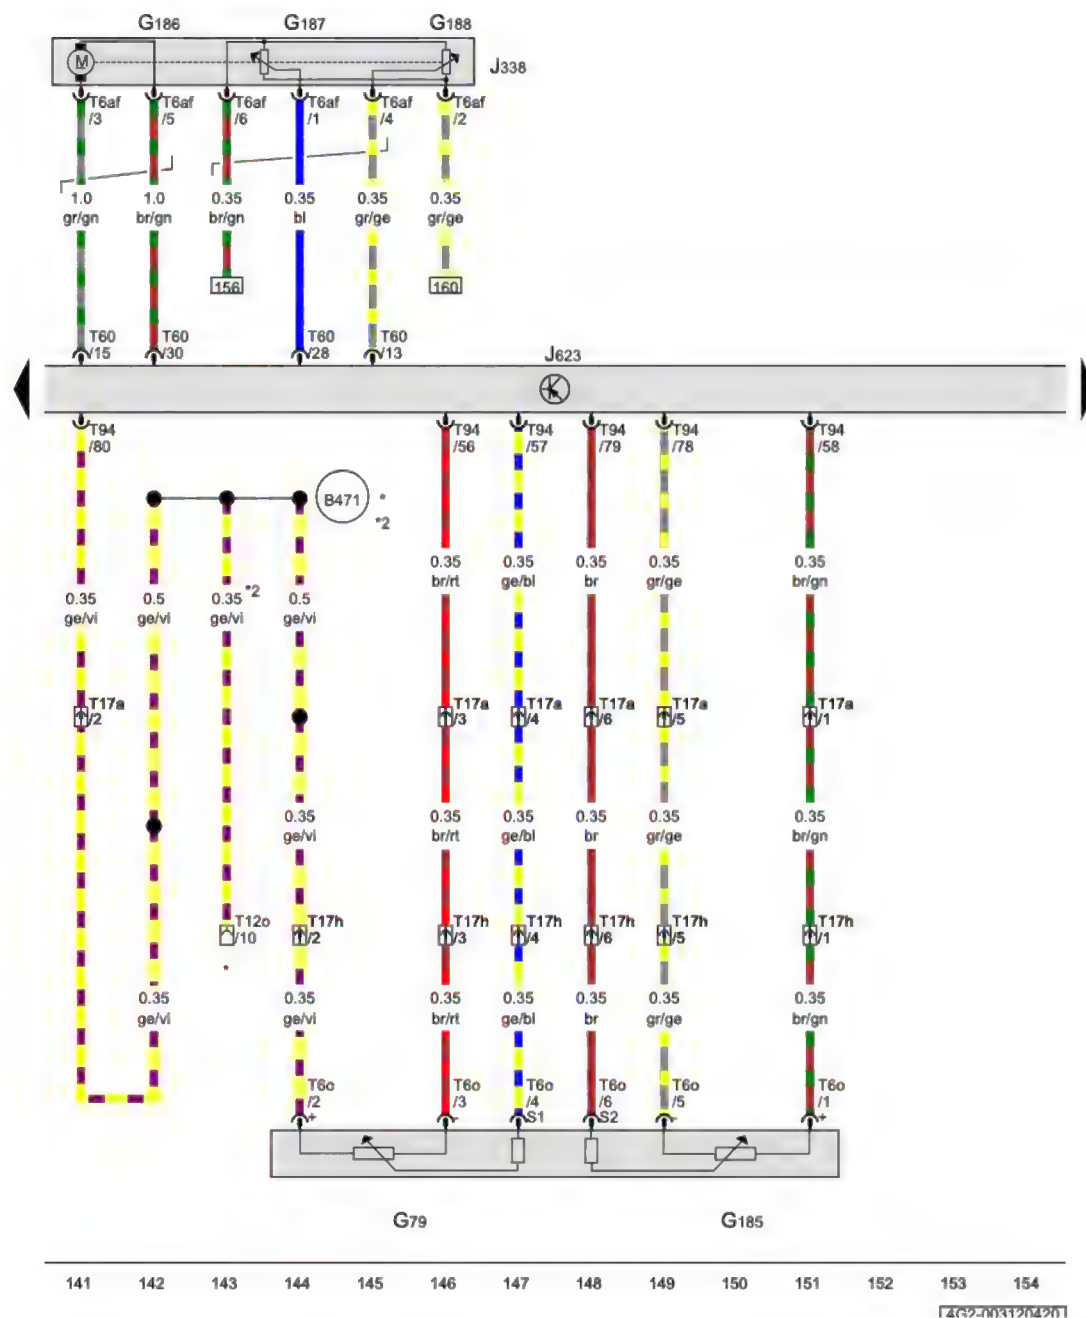 G186 G187 G188
M
J338
T6af T6af T6af T6af T6af T6af
/3 /5 /6 /1 /4 /2
1.0 1.0 0.35 0.35 0.35 0.35
gr/gn br/gn br/gn bl gr/ge gr/ge
156 160
T60 T60 T60 T60
/15 /30 /28 /13
J623
T94 T94 T94 T94 T94 T94
/80 /56 /57 /79 /78 /58
B471 *
*2
0.35 0.35 0.35 0.35 0.35
br/rt ge/bl br gr/ge br/gn
0.35 0.5 0.35 *2 0.5
ge/vi ge/vi ge/vi ge/vi
T17a T17a T17a T17a T17a T17a
/2 /3 /4 /6 /5 /1
0.35 0.35 0.35 0.35 0.35 0.35
ge/vi br/rt ge/bl br gr/ge br/gn
T12o T17h T17h T17h T17h T17h T17h
/10 /2 /3 /4 /6 /5 /1
*
0.35 0.35 0.35 0.35 0.35 0.35 0.35
ge/vi ge/vi br/rt ge/bl br gr/ge br/gn
T6o T6o T6o T6o T6o T6o
/2 /3 /4 /6 /5 /1
+ - S1 S2 - +
G79 G185
141 142 143 144 145 146 147 148 149 150 151 152 153 154
4G2-003120420